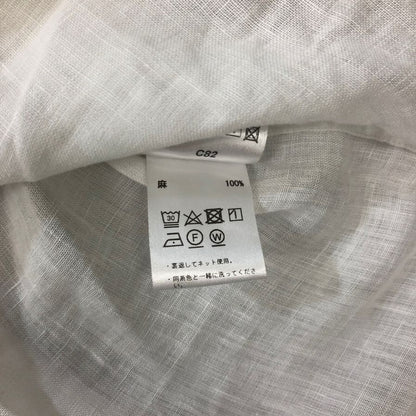 C82
麻 100%
30
F W
・裏返してネット使用。
・同系色と一緒に洗ってくださ
い。